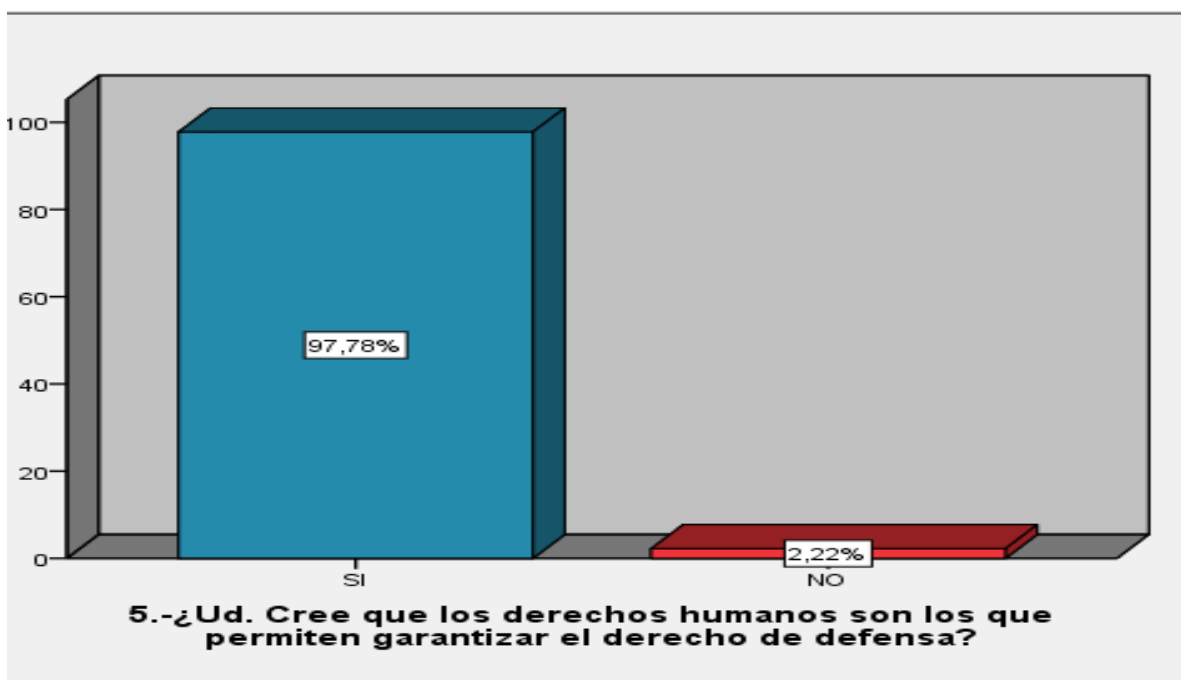 100
80
60
40
20
0
97,78%
2,22%
SI
NO
5.-¿Ud. Cree que los derechos humanos son los que
permiten garantizar el derecho de defensa?